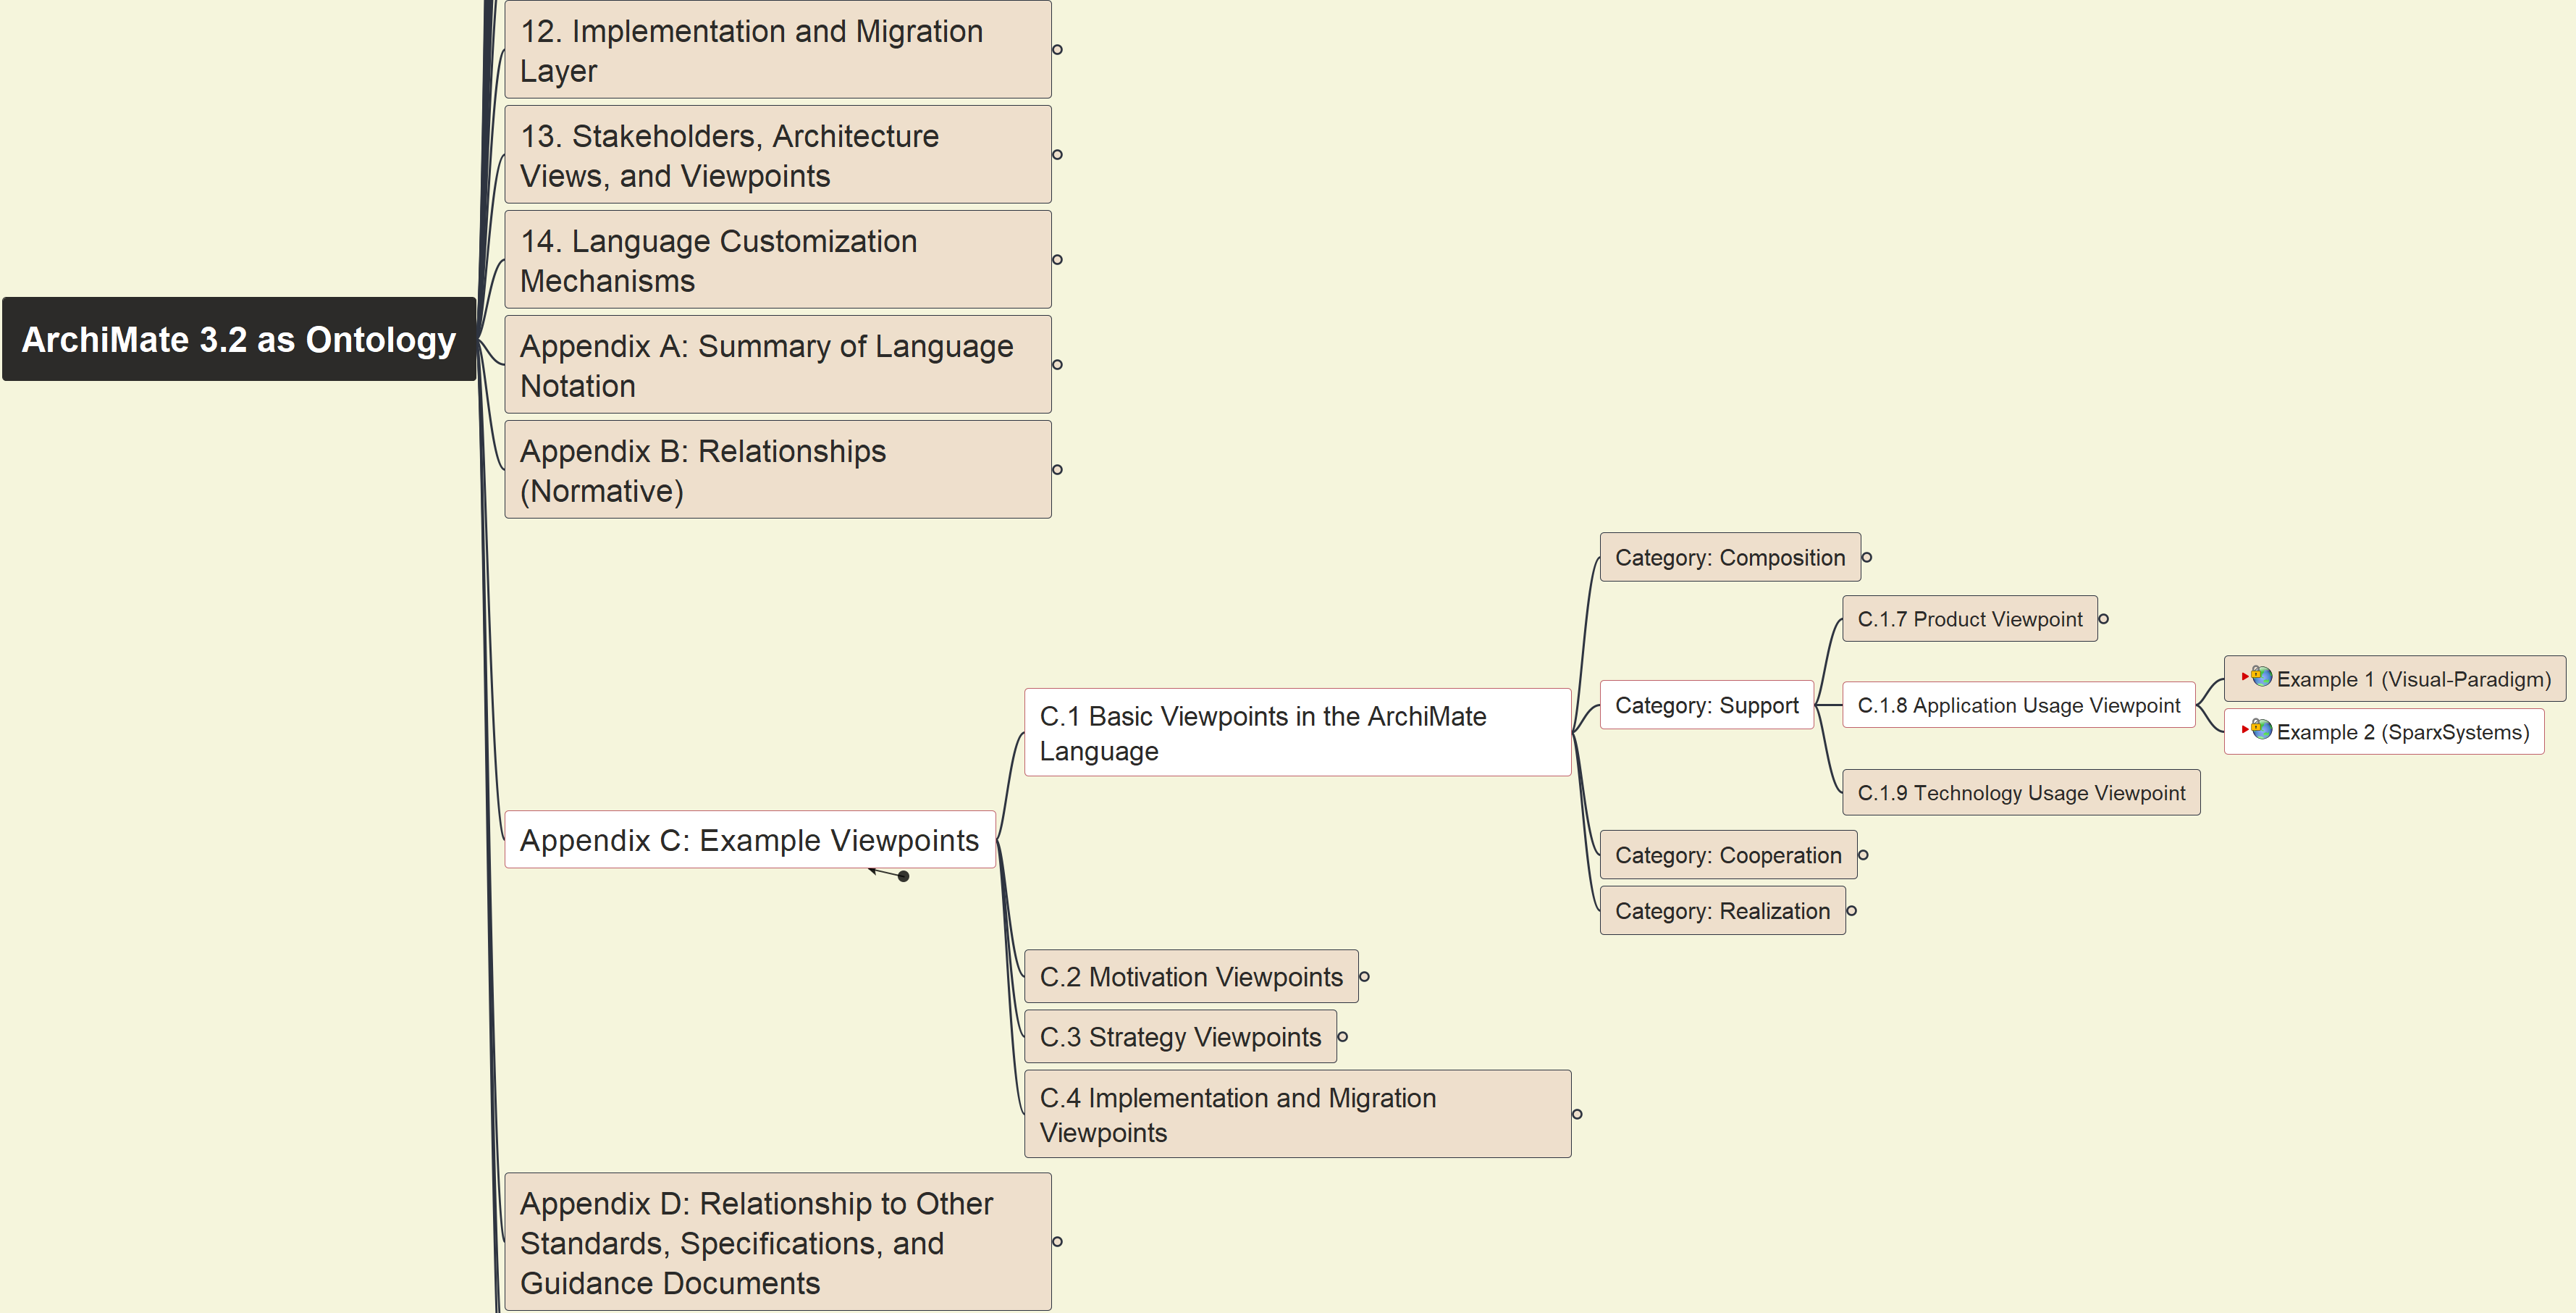 ArchiMate 3.2 as Ontology
12. Implementation and Migration
Layer
13. Stakeholders, Architecture
Views, and Viewpoints
14. Language Customization
Mechanisms
Appendix A: Summary of Language
Notation
Appendix B: Relationships
(Normative)
Appendix C: Example Viewpoints
C.1 Basic Viewpoints in the ArchiMate
Language
Category: Composition
Category: Support
C.1.7 Product Viewpoint
C.1.8 Application Usage Viewpoint
Example 1 (Visual-Paradigm)
Example 2 (SparxSystems)
C.1.9 Technology Usage Viewpoint
Category: Cooperation
Category: Realization
C.2 Motivation Viewpoints
C.3 Strategy Viewpoints
C.4 Implementation and Migration
Viewpoints
Appendix D: Relationship to Other
Standards, Specifications, and
Guidance Documents